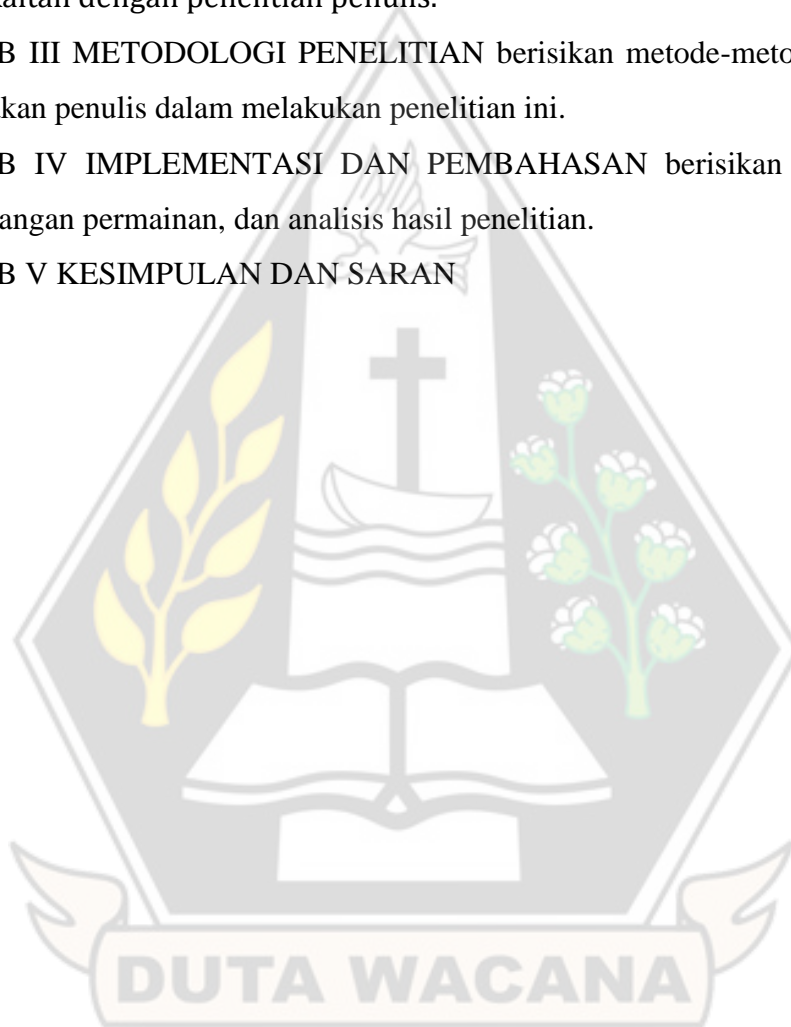 kaitan dengan penelitian penulis.
B III METODOLOGI PENELITIAN berisikan metode-meto
akan penulis dalam melakukan penelitian ini.
B IV IMPLEMENTASI DAN PEMBAHASAN berisikan
angan permainan, dan analisis hasil penelitian.
B V KESIMPULAN DAN SARAN
DUTA WACANA